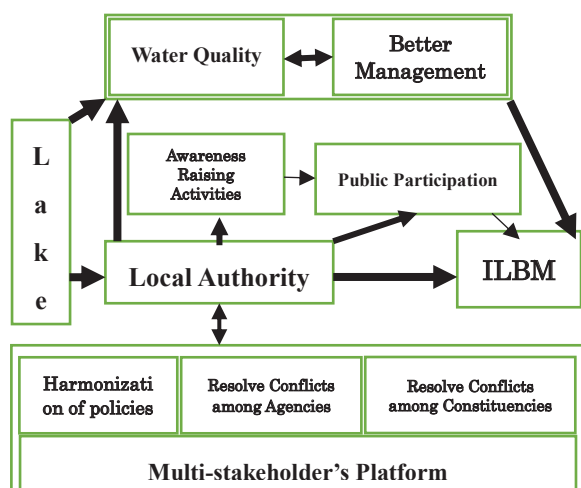 Water Quality
Better
Management
L
a
k
e
Awareness
Raising
Activities
Public Participation
Local Authority
ILBM
Harmonizati
on of policies
Resolve Conflicts
among Agencies
Resolve Conflicts
among Constituencies
Multi-stakeholder's Platform